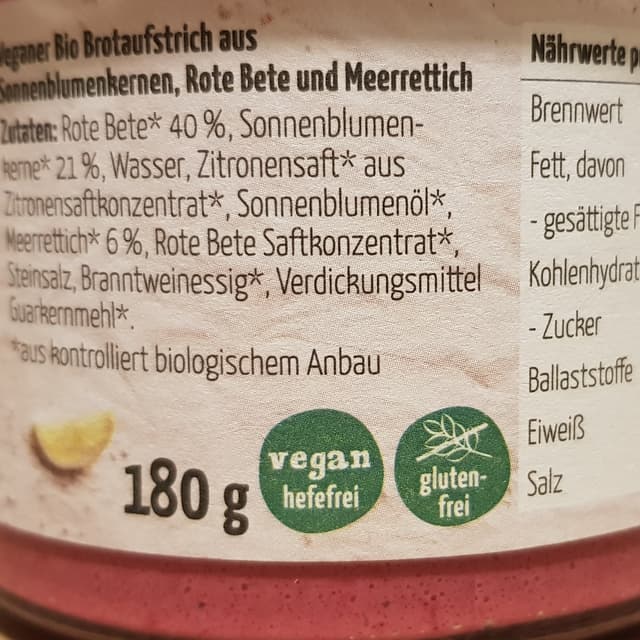 Veganer Bio Brotaufstrich aus
Sonnenblumenkernen, Rote Bete und Meerrettich
Zutaten: Rote Bete* 40 %, Sonnenblumen-
kerne* 21 %, Wasser, Zitronensaft* aus
Zitronensaftkonzentrat*, Sonnenblumenöl*,
Meerrettich* 6 %, Rote Bete Saftkonzentrat*,
Steinsalz, Branntweinessig*, Verdickungsmittel
Guarkernmehl*.
*aus kontrolliert biologischem Anbau
180 g
vegan
hefefrei
gluten-
frei
Nährwerte p
Brennwert
Fett, davon
- gesättigte F
Kohlenhydrat
- Zucker
Ballaststoffe
Eiweiß
Salz